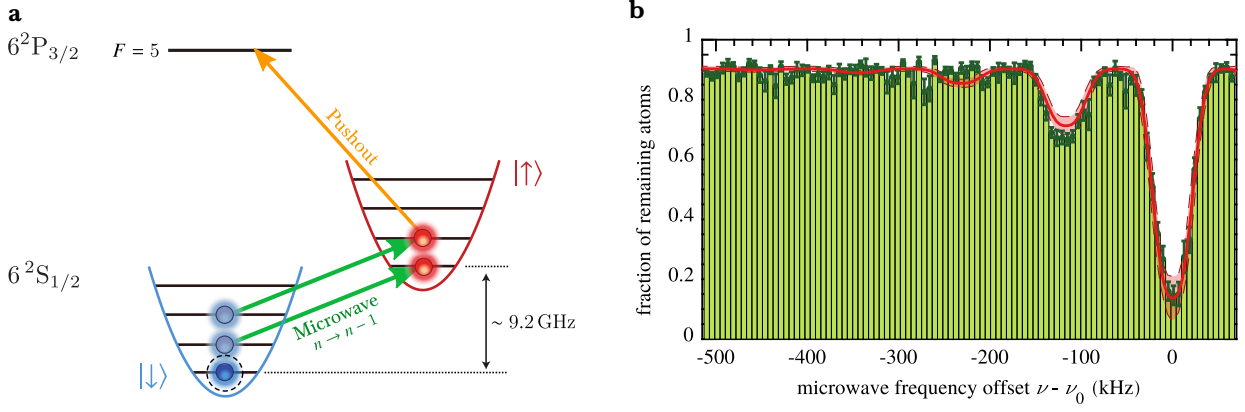 a
6²P₃/₂
F = 5
Pushout
|↑⟩
6 ²S₁/₂
Microwave
n → n − 1
~ 9.2 GHz
|↓⟩
b
fraction of remaining atoms
1
0.8
0.6
0.4
0.2
0
-500 -400 -300 -200 -100 0
microwave frequency offset ν - ν₀ (kHz)